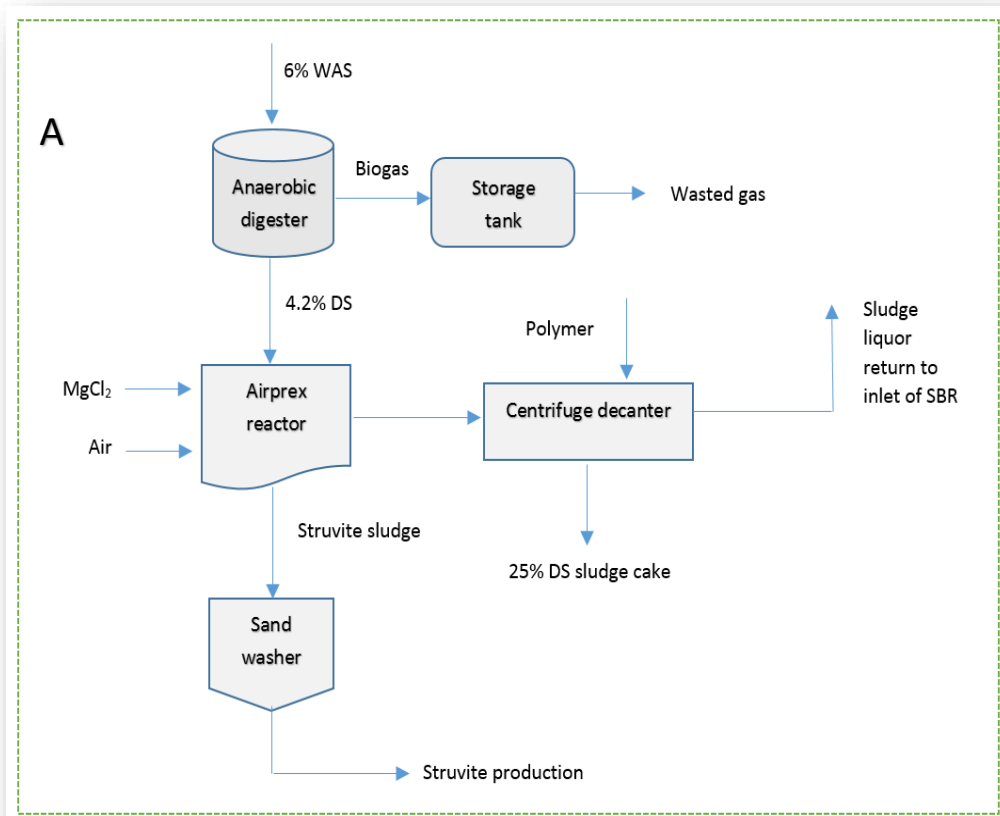 6% WAS
A
Anaerobic
digester
Biogas
Storage
tank
Wasted gas
4.2% DS
Polymer
Sludge
liquor
return to
inlet of SBR
MgCl₂
Air
Airprex
reactor
Centrifuge decanter
Struvite sludge
25% DS sludge cake
Sand
washer
Struvite production